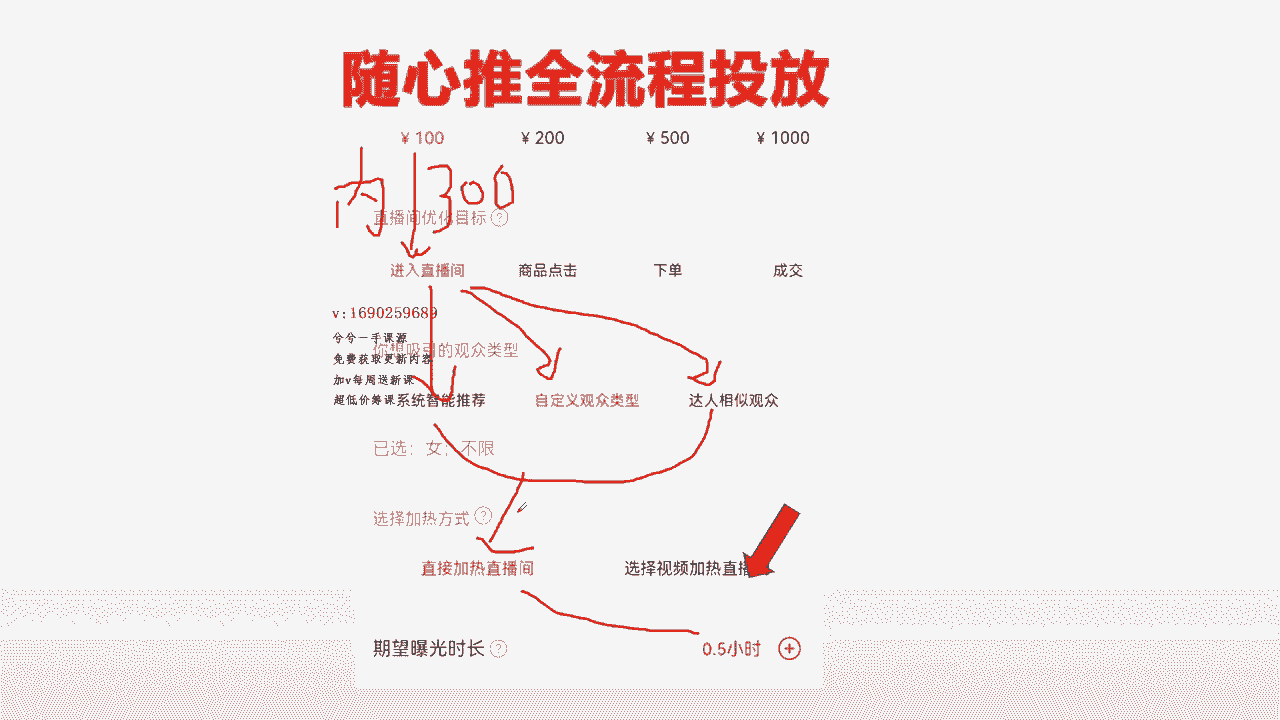 随心推全流程投放
¥ 100 ¥ 200 ¥ 500 ¥ 1000
内 300
直播间优化目标 ?
进入直播间 商品点击 下单 成交
v:1690259689
兮兮一手课源
你想吸引的观众类型
免费获取更新内容
加v每周送新课
超低价筹课 系统智能推荐 自定义观众类型 达人相似观众
已选：女；不限
选择加热方式 ?
直接加热直播间 选择视频加热直播
期望曝光时长 ? 0.5小时 +